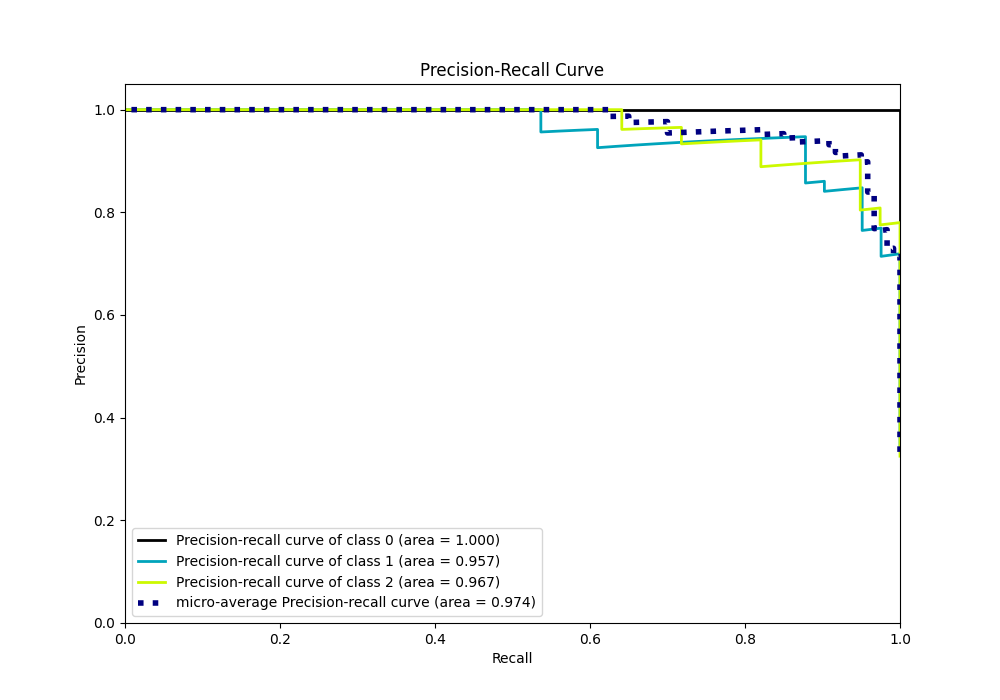 Precision-Recall Curve
1.0
0.8
0.6
0.4
0.2
0.0
Precision
Precision-recall curve of class 0 (area = 1.000)
Precision-recall curve of class 1 (area = 0.957)
Precision-recall curve of class 2 (area = 0.967)
micro-average Precision-recall curve (area = 0.974)
0.0 0.2 0.4 0.6 0.8 1.0
Recall